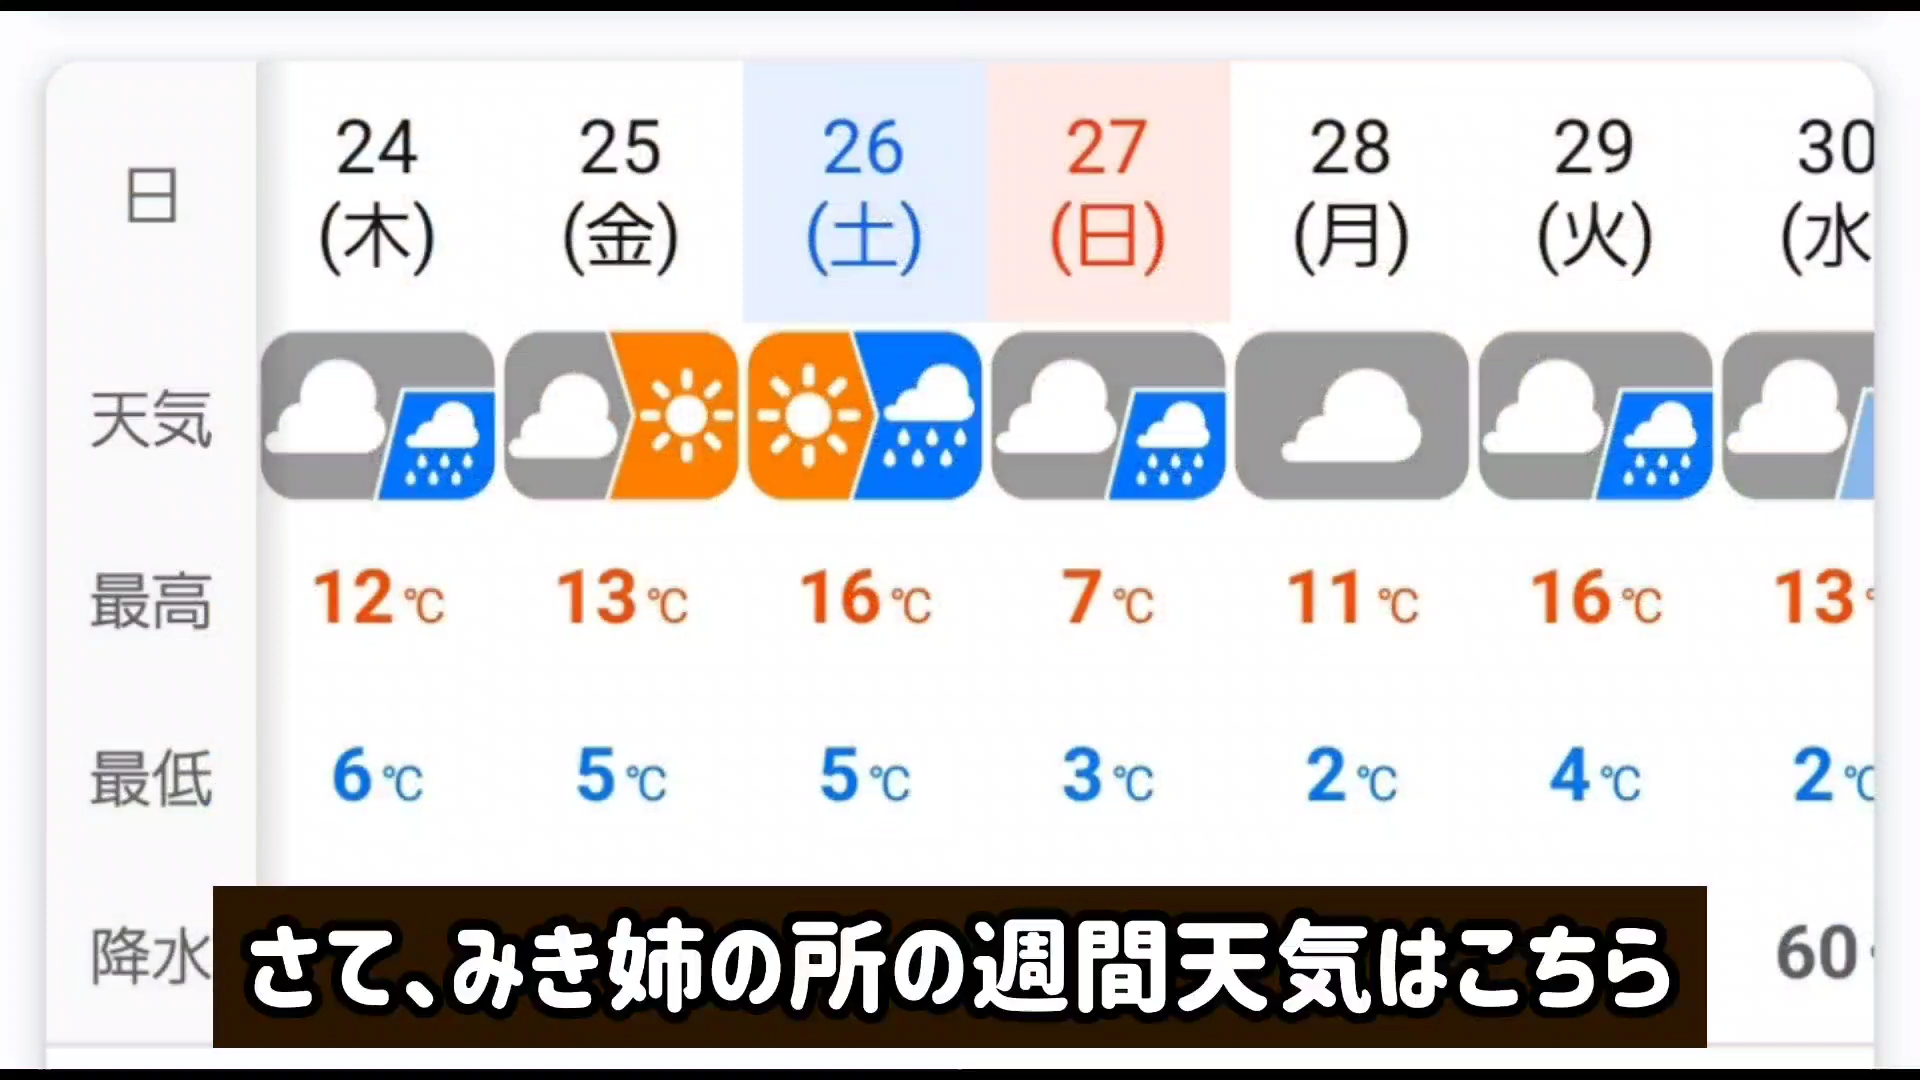 日 24 25 26 27 28 29 30
(木) (金) (土) (日) (月) (火) (水
天気
最高 12℃ 13℃ 16℃ 7℃ 11℃ 16℃ 13
最低 6℃ 5℃ 5℃ 3℃ 2℃ 4℃ 2℃
降水 60
さて、みき姉の所の週間天気はこちら